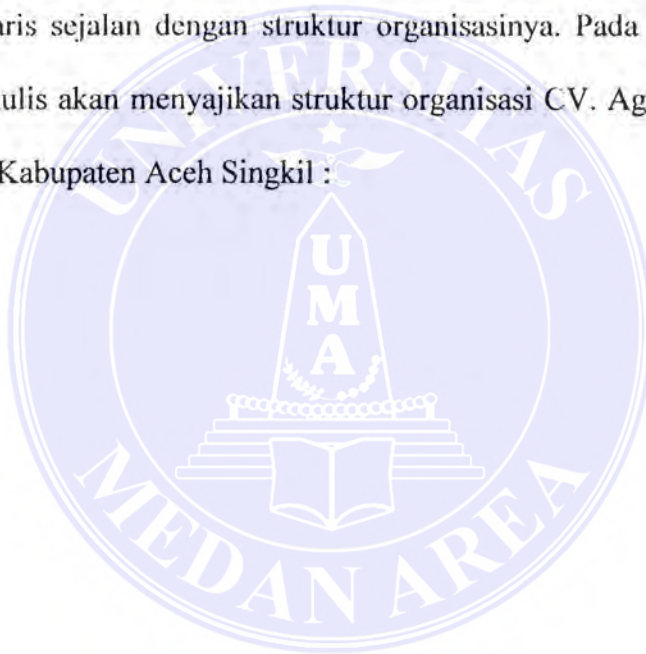 aris sejalan dengan struktur organisasinya. Pada
ulis akan menyajikan struktur organisasi CV. Ag
Kabupaten Aceh Singkil :
UNIVERSITAS
UMA
MEDAN AREA